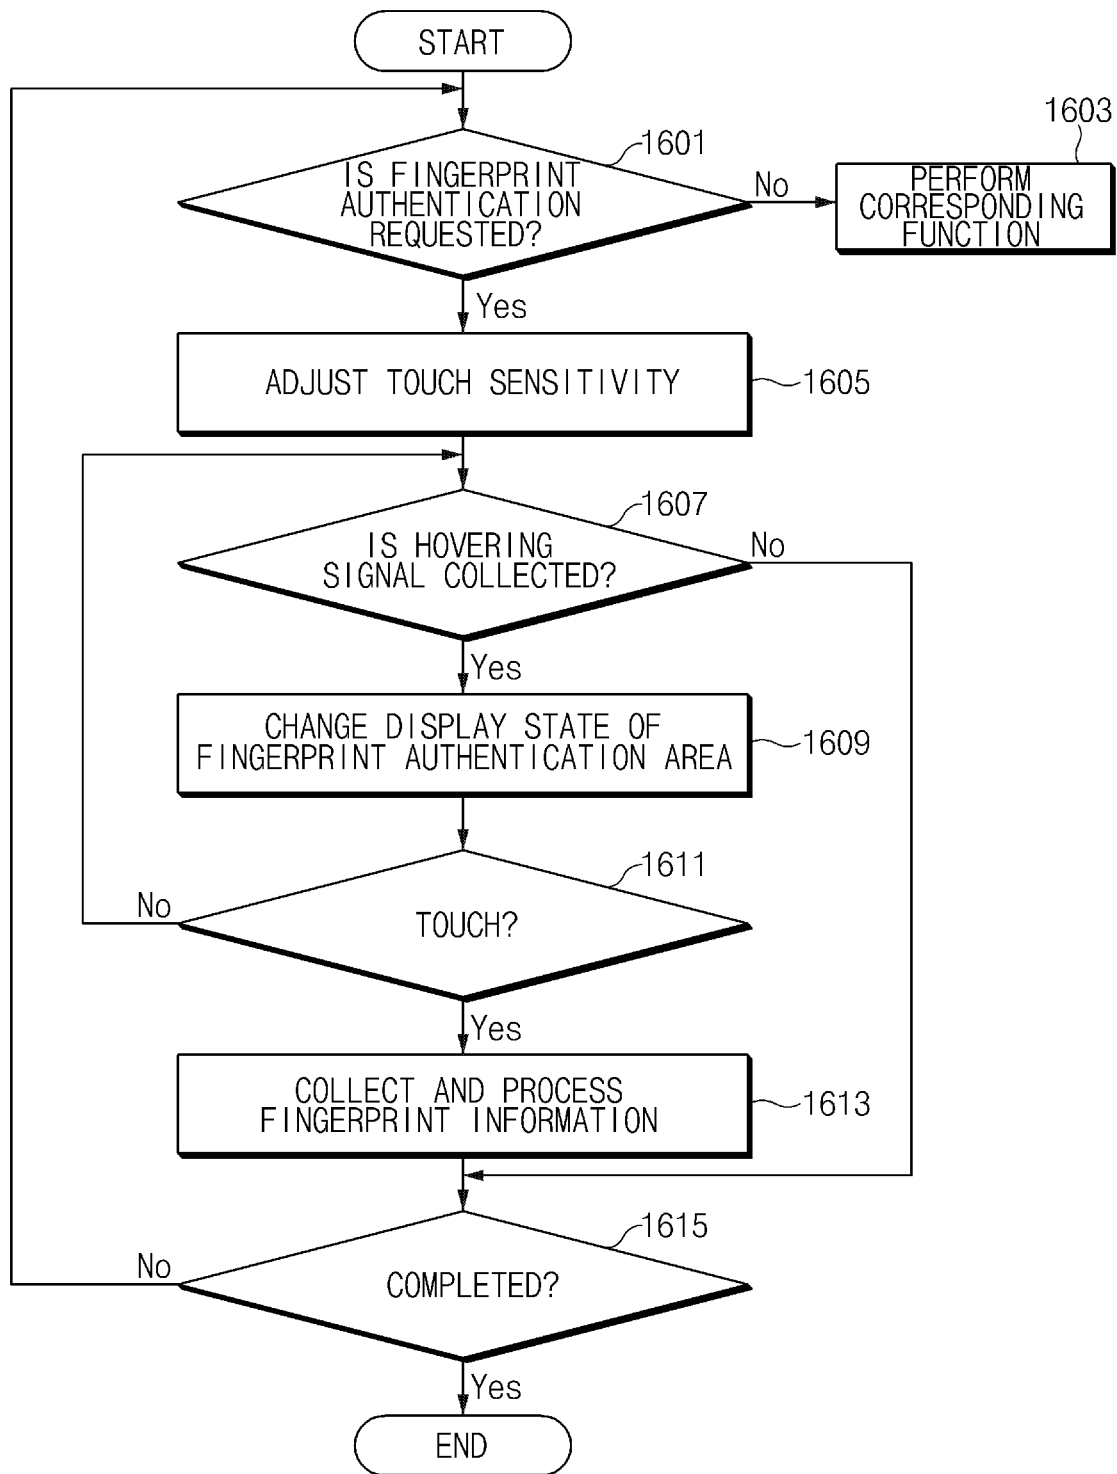 START
1601
1603
IS FINGERPRINT
AUTHENTICATION
REQUESTED?
No
PERFORM
CORRESPONDING
FUNCTION
Yes
ADJUST TOUCH SENSITIVITY
1605
1607
IS HOVERING
SIGNAL COLLECTED?
No
Yes
CHANGE DISPLAY STATE OF
FINGERPRINT AUTHENTICATION AREA
1609
1611
No
TOUCH?
Yes
COLLECT AND PROCESS
FINGERPRINT INFORMATION
1613
1615
No
COMPLETED?
Yes
END